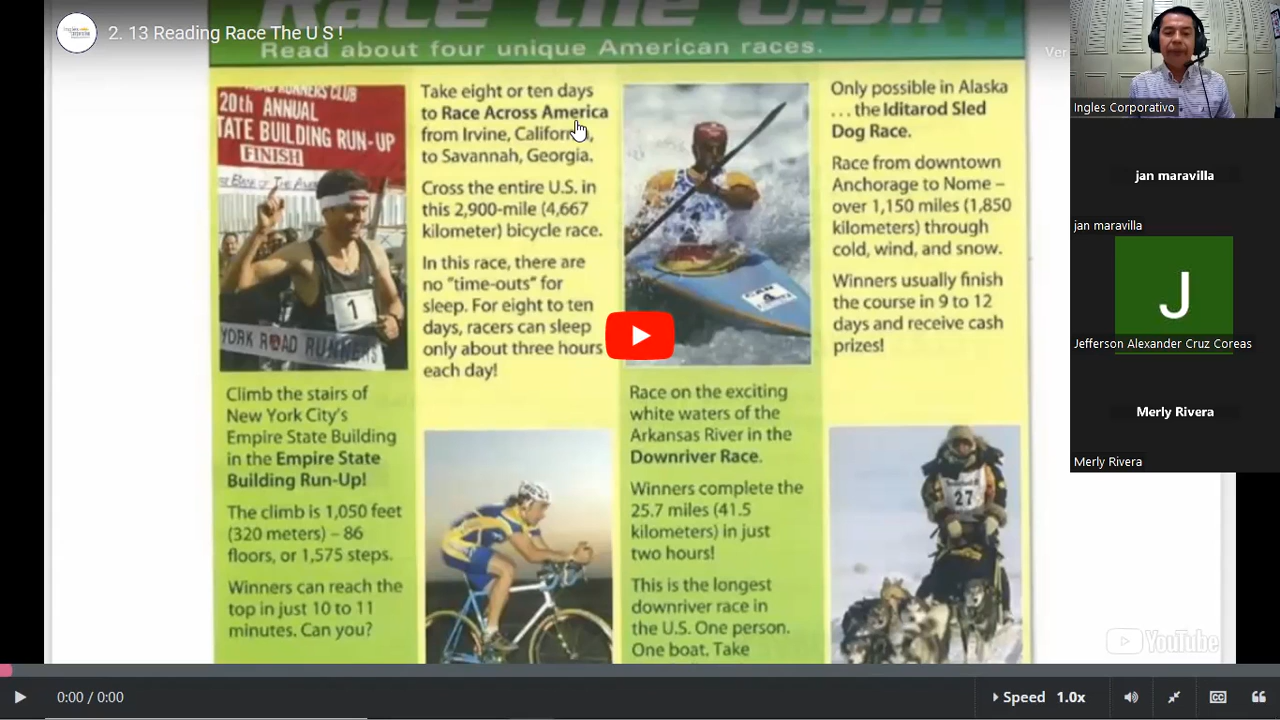 Race the U.S.!
2. 13 Reading Race The U S !
Read about four unique American races.
Ver
ROAD RUNNERS CLUB
20th ANNUAL
STATE BUILDING RUN-UP
FINISH
1
YORK ROAD RUNNERS
Climb the stairs of
New York City's
Empire State Building
in the Empire State
Building Run-Up!
The climb is 1,050 feet
(320 meters) – 86
floors, or 1,575 steps.
Winners can reach the
top in just 10 to 11
minutes. Can you?
Take eight or ten days
to Race Across America
from Irvine, California,
to Savannah, Georgia.
Cross the entire U.S. in
this 2,900-mile (4,667
kilometer) bicycle race.
In this race, there are
no "time-outs" for
sleep. For eight to ten
days, racers can sleep
only about three hours
each day!
4
Race on the exciting
white waters of the
Arkansas River in the
Downriver Race.
Winners complete the
25.7 miles (41.5
kilometers) in just
two hours!
This is the longest
downriver race in
the U.S. One person.
One boat. Take
Only possible in Alaska
. . . the Iditarod Sled
Dog Race.
Race from downtown
Anchorage to Nome –
over 1,150 miles (1,850
kilometers) through
cold, wind, and snow.
Winners usually finish
the course in 9 to 12
days and receive cash
prizes!
27
YouTube
Ingles Corporativo
jan maravilla
jan maravilla
J
Jefferson Alexander Cruz Coreas
Merly Rivera
Merly Rivera
0:00 / 0:00
Speed 1.0x